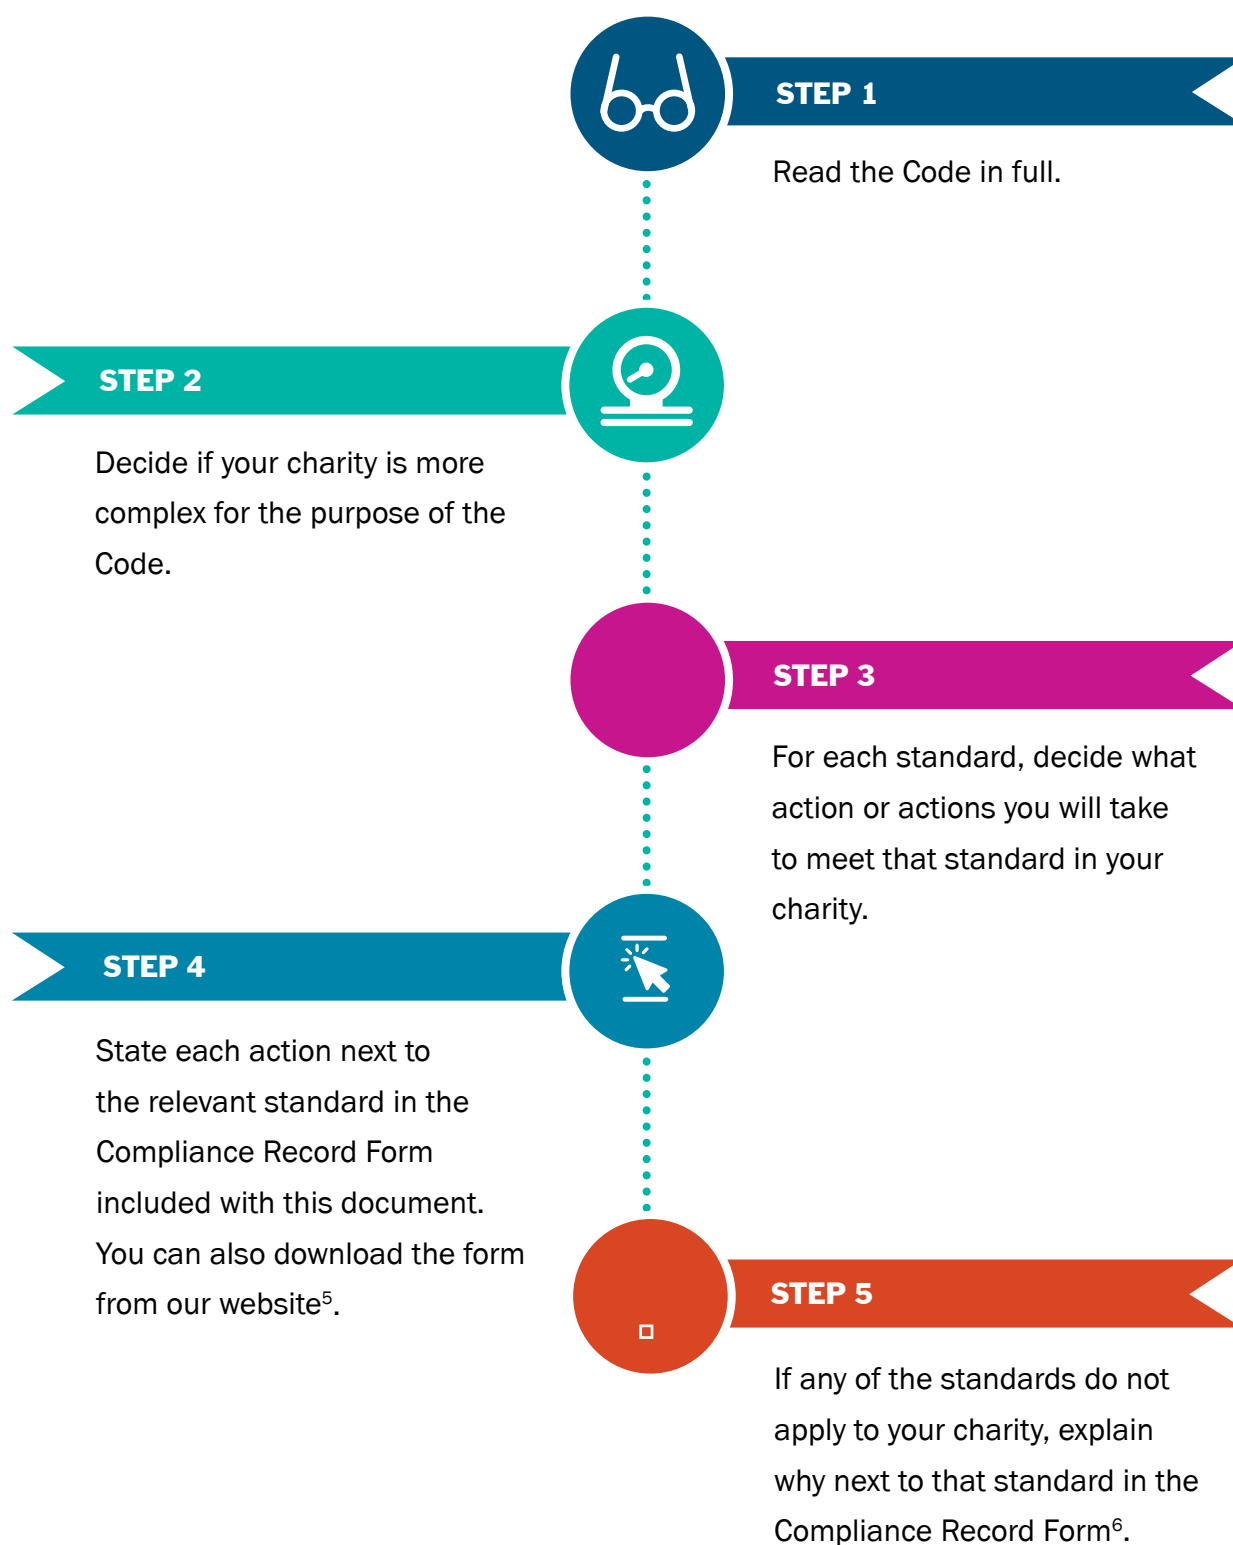 STEP 1
Read the Code in full.
STEP 2
Decide if your charity is more
complex for the purpose of the
Code.
STEP 3
For each standard, decide what
action or actions you will take
to meet that standard in your
charity.
STEP 4
State each action next to
the relevant standard in the
Compliance Record Form
included with this document.
You can also download the form
from our website⁵.
STEP 5
If any of the standards do not
apply to your charity, explain
why next to that standard in the
Compliance Record Form⁶.